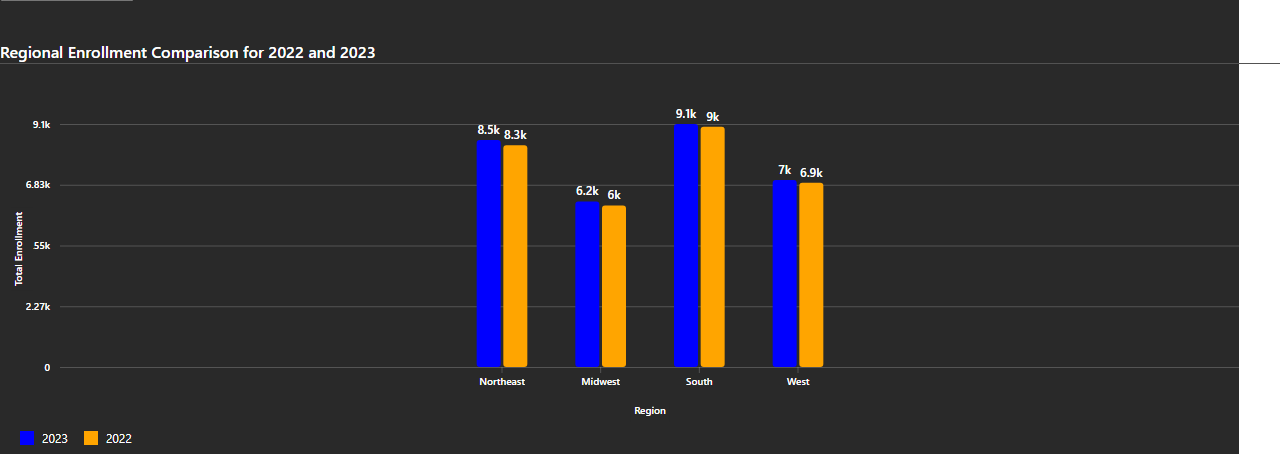 Regional Enrollment Comparison for 2022 and 2023
8.5k 8.3k 6.2k 6k 9.1k 9k 7k 6.9k
9.1k
6.83k
55k
2.27k
0
Total Enrollment
Northeast Midwest South West
Region
2023 2022